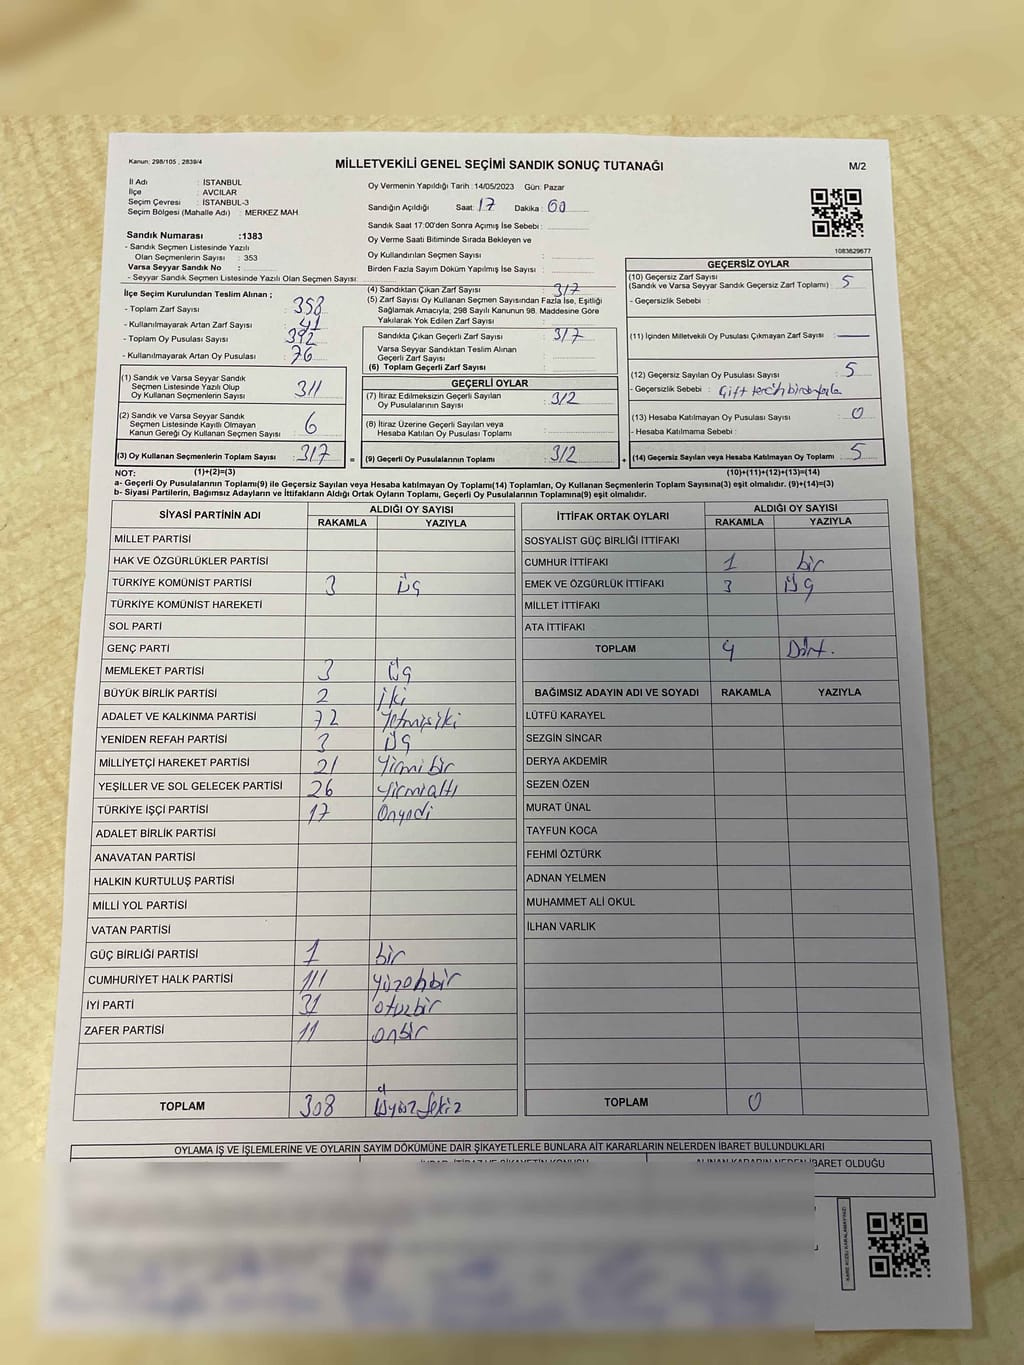 Kanun: 298/105 , 2839/4
MİLLETVEKİLİ GENEL SEÇİMİ SANDIK SONUÇ TUTANAĞI
M/2
İl Adı : İSTANBUL
İlçe : AVCILAR
Seçim Çevresi : İSTANBUL-3
Seçim Bölgesi (Mahalle Adı) : MERKEZ MAH
Oy Vermenin Yapıldığı Tarih : 14/05/2023 Gün: Pazar
Sandığın Açıldığı Saat: 17 Dakika: 00
Sandık Saat 17:00'den Sonra Açımış İse Sebebi :
Oy Verme Saati Bitiminde Sırada Bekleyen ve
Oy Kullandırılan Seçmen Sayısı :
Birden Fazla Sayım Döküm Yapılmış İse Sayısı :
1083629677
Sandık Numarası : 1383
- Sandık Seçmen Listesinde Yazılı
Olan Seçmenlerin Sayısı : 353
Varsa Seyyar Sandık No :
- Seyyar Sandık Seçmen Listesinde Yazılı Olan Seçmen Sayısı:
İlçe Seçim Kurulundan Teslim Alınan ;
- Toplam Zarf Sayısı : 358
- Kullanılmayarak Artan Zarf Sayısı : 41
- Toplam Oy Pusulası Sayısı : 392
- Kullanılmayarak Artan Oy Pusulası : 76
(1) Sandık ve Varsa Seyyar Sandık
Seçmen Listesinde Yazılı Olup
Oy Kullanan Seçmenlerin Sayısı : 311
(2) Sandık ve Varsa Seyyar Sandık
Seçmen Listesinde Kayıtlı Olmayan
Kanun Gereği Oy Kullanan Seçmen Sayısı : 6
(3) Oy Kullanan Seçmenlerin Toplam Sayısı : 317
(1)+(2)=(3)
(4) Sandıktan Çıkan Zarf Sayısı : 317
(5) Zarf Sayısı Oy Kullanan Seçmen Sayısından Fazla İse, Eşitliği
Sağlamak Amacıyla, 298 Sayılı Kanunun 98. Maddesine Göre
Yakılarak Yok Edilen Zarf Sayısı :
Sandıkta Çıkan Geçerli Zarf Sayısı : 317
Varsa Seyyar Sandıktan Teslim Alınan
Geçerli Zarf Sayısı :
(6) Toplam Geçerli Zarf Sayısı :
GEÇERLİ OYLAR
(7) İtiraz Edilmeksizin Geçerli Sayılan
Oy Pusulalarının Sayısı : 312
(8) İtiraz Üzerine Geçerli Sayılan veya
Hesaba Katılan Oy Pusulası Toplamı :
= (9) Geçerli Oy Pusulalarının Toplamı : 312 +
GEÇERSİZ OYLAR
(10) Geçersiz Zarf Sayısı
(Sandık ve Varsa Seyyar Sandık Geçersiz Zarf Toplamı) : 5
- Geçersizlik Sebebi :
(11) İçinden Milletvekili Oy Pusulası Çıkmayan Zarf Sayısı :
(12) Geçersiz Sayılan Oy Pusulası Sayısı : 5
- Geçersizlik Sebebi : Çift tercih
(13) Hesaba Katılmayan Oy Pusulası Sayısı : 0
- Hesaba Katılmama Sebebi :
(14) Geçersiz Sayılan veya Hesaba Katılmayan Oy Toplamı : 5
(10)+(11)+(12)+(13)=(14)
NOT:
a- Geçerli Oy Pusulalarının Toplamı(9) ile Geçersiz Sayılan veya Hesaba katılmayan Oy Toplamı(14) Toplamları, Oy Kullanan Seçmenlerin Toplam Sayısına(3) eşit olmalıdır. (9)+(14)=(3)
b- Siyasi Partilerin, Bağımsız Adayların ve İttifakların Aldığı Ortak Oyların Toplamı, Geçerli Oy Pusulalarının Toplamına(9) eşit olmalıdır.
SİYASİ PARTİNİN ADI ALDIĞI OY SAYISI
RAKAMLA YAZIYLA
MİLLET PARTİSİ
HAK VE ÖZGÜRLÜKLER PARTİSİ
TÜRKİYE KOMÜNİST PARTİSİ 3 Üç
TÜRKİYE KOMÜNİST HAREKETİ
SOL PARTİ
GENÇ PARTİ
MEMLEKET PARTİSİ 3 Üç
BÜYÜK BİRLİK PARTİSİ 2 iki
ADALET VE KALKINMA PARTİSİ 72 Yetmişiki
YENİDEN REFAH PARTİSİ 3 Üç
MİLLİYETÇİ HAREKET PARTİSİ 21 Yirmi bir
YEŞİLLER VE SOL GELECEK PARTİSİ 26 Yirmialtı
TÜRKİYE İŞÇİ PARTİSİ 17 Onyedi
ADALET BİRLİK PARTİSİ
ANAVATAN PARTİSİ
HALKIN KURTULUŞ PARTİSİ
MİLLİ YOL PARTİSİ
VATAN PARTİSİ
GÜÇ BİRLİĞİ PARTİSİ 1 bir
CUMHURİYET HALK PARTİSİ 111 yüzonbir
İYİ PARTİ 31 otuzbir
ZAFER PARTİSİ 11 onbir
TOPLAM 308 Üçyüz Sekiz
İTTİFAK ORTAK OYLARI ALDIĞI OY SAYISI
RAKAMLA YAZIYLA
SOSYALİST GÜÇ BİRLİĞİ İTTİFAKI
CUMHUR İTTİFAKI 1 bir
EMEK VE ÖZGÜRLÜK İTTİFAKI 3 Üç
MİLLET İTTİFAKI
ATA İTTİFAKI
TOPLAM 4 Dört.
BAĞIMSIZ ADAYIN ADI VE SOYADI RAKAMLA YAZIYLA
LÜTFÜ KARAYEL
SEZGİN SİNCAR
DERYA AKDEMİR
SEZEN ÖZEN
MURAT ÜNAL
TAYFUN KOCA
FEHMİ ÖZTÜRK
ADNAN YELMEN
MUHAMMET ALİ OKUL
İLHAN VARLIK
TOPLAM 0
OYLAMA İŞ VE İŞLEMLERİNE VE OYLARIN SAYIM DÖKÜMÜNE DAİR ŞİKAYETLERLE BUNLARA AİT KARARLARIN NELERDEN İBARET BULUNDUKLARI
ALINAN KARARIN NEDEN İBARET OLDUĞU
KARE KODU KARALAMAYINIZ!